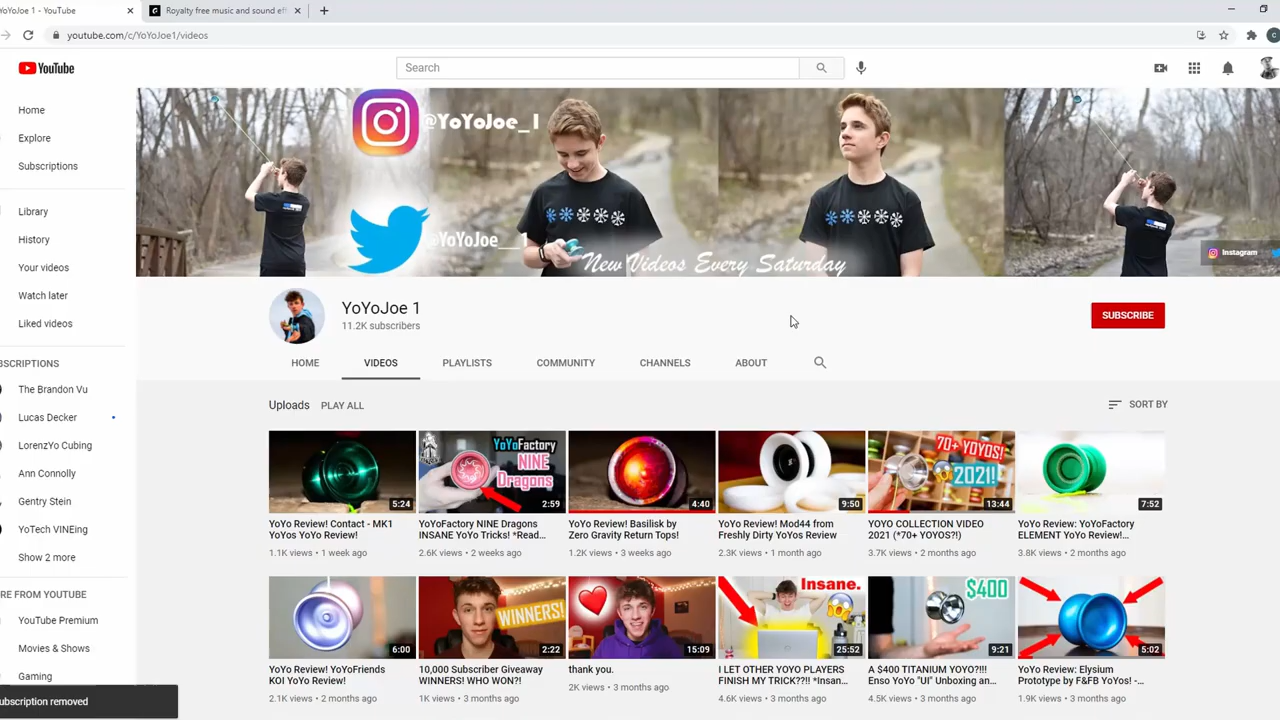 YoYoJoe 1 - YouTube
Royalty free music and sound ef
youtube.com/c/YoYoJoe1/videos
YouTube
Search
Home
Explore
Subscriptions
Library
History
Your videos
Watch later
Liked videos
BSCRIPTIONS
The Brandon Vu
Lucas Decker
LorenzYo Cubing
Ann Connolly
Gentry Stein
YoTech VINEing
Show 2 more
RE FROM YOUTUBE
YouTube Premium
Movies & Shows
Gaming
ubscription removed
@YoYoJoe_1
@YoYoJoe__1
New Videos Every Saturday
Instagram
YoYoJoe 1
11.2K subscribers
SUBSCRIBE
HOME
VIDEOS
PLAYLISTS
COMMUNITY
CHANNELS
ABOUT
Uploads
PLAY ALL
SORT BY
5:24
YoYo Review! Contact - MK1
YoYos YoYo Review!
1.1K views • 1 week ago
YoYoFactory
NINE
Dragons
2:59
YoYoFactory NINE Dragons
INSANE YoYo Tricks! *Read...
2.6K views • 2 weeks ago
4:40
YoYo Review! Basilisk by
Zero Gravity Return Tops!
1.2K views • 3 weeks ago
9:50
YoYo Review! Mod44 from
Freshly Dirty YoYos Review
2.3K views • 1 month ago
70+ YOYOS?
2021!
13:44
YOYO COLLECTION VIDEO
2021 (*70+ YOYOS?!)
3.7K views • 2 months ago
7:52
YoYo Review: YoYoFactory
ELEMENT YoYo Review!...
3.8K views • 2 months ago
6:00
YoYo Review! YoYoFriends
KOI YoYo Review!
2.1K views • 2 months ago
WINNERS!
2:22
10,000 Subscriber Giveaway
WINNERS! WHO WON?!
1K views • 3 months ago
15:09
thank you.
2K views • 3 months ago
Insane.
25:52
I LET OTHER YOYO PLAYERS
FINISH MY TRICK??!! *Insan...
4.6K views • 3 months ago
$400
9:21
A $400 TITANIUM YOYO?!!!
Enso YoYo "UI" Unboxing an...
4.5K views • 3 months ago
5:02
YoYo Review: Elysium
Prototype by F&FB YoYos! -...
1.9K views • 3 months ago